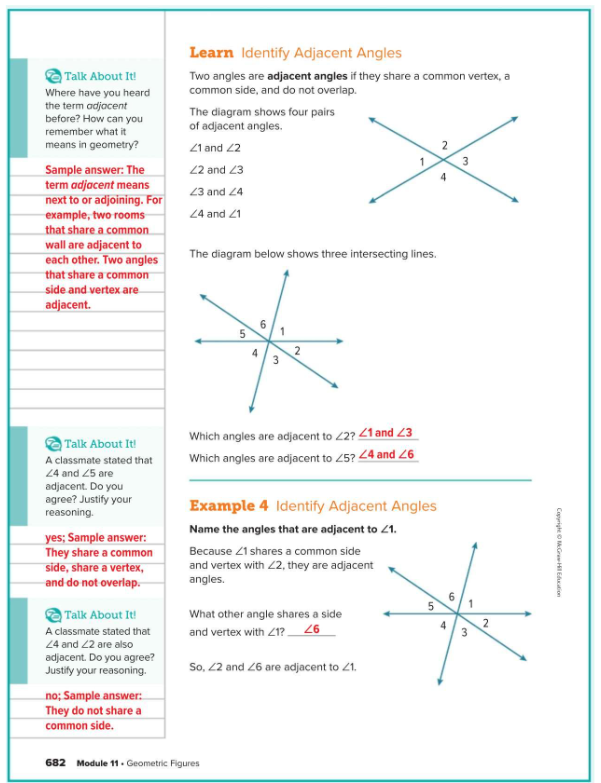 Talk About It!
Where have you heard
the term adjacent
before? How can you
remember what it
means in geometry?
Sample answer: The
term adjacent means
next to or adjoining. For
example, two rooms
that share a common
wall are adjacent to
each other. Two angles
that share a common
side and vertex are
adjacent.
Talk About It!
A classmate stated that
∠4 and ∠5 are
adjacent. Do you
agree? Justify your
reasoning.
yes; Sample answer:
They share a common
side, share a vertex,
and do not overlap.
Talk About It!
A classmate stated that
∠4 and ∠2 are also
adjacent. Do you agree?
Justify your reasoning.
no; Sample answer:
They do not share a
common side.
Learn Identify Adjacent Angles
Two angles are adjacent angles if they share a common vertex, a
common side, and do not overlap.
The diagram shows four pairs
of adjacent angles.
∠1 and ∠2
∠2 and ∠3
∠3 and ∠4
∠4 and ∠1
2
1
3
4
The diagram below shows three intersecting lines.
6
1
5
2
4
3
Which angles are adjacent to ∠2? ∠1 and ∠3
Which angles are adjacent to ∠5? ∠4 and ∠6
Example 4 Identify Adjacent Angles
Name the angles that are adjacent to ∠1.
Because ∠1 shares a common side
and vertex with ∠2, they are adjacent
angles.
What other angle shares a side
and vertex with ∠1? ∠6
So, ∠2 and ∠6 are adjacent to ∠1.
6
1
5
2
4
3
Copyright © McGraw-Hill Education
682 Module 11 • Geometric Figures